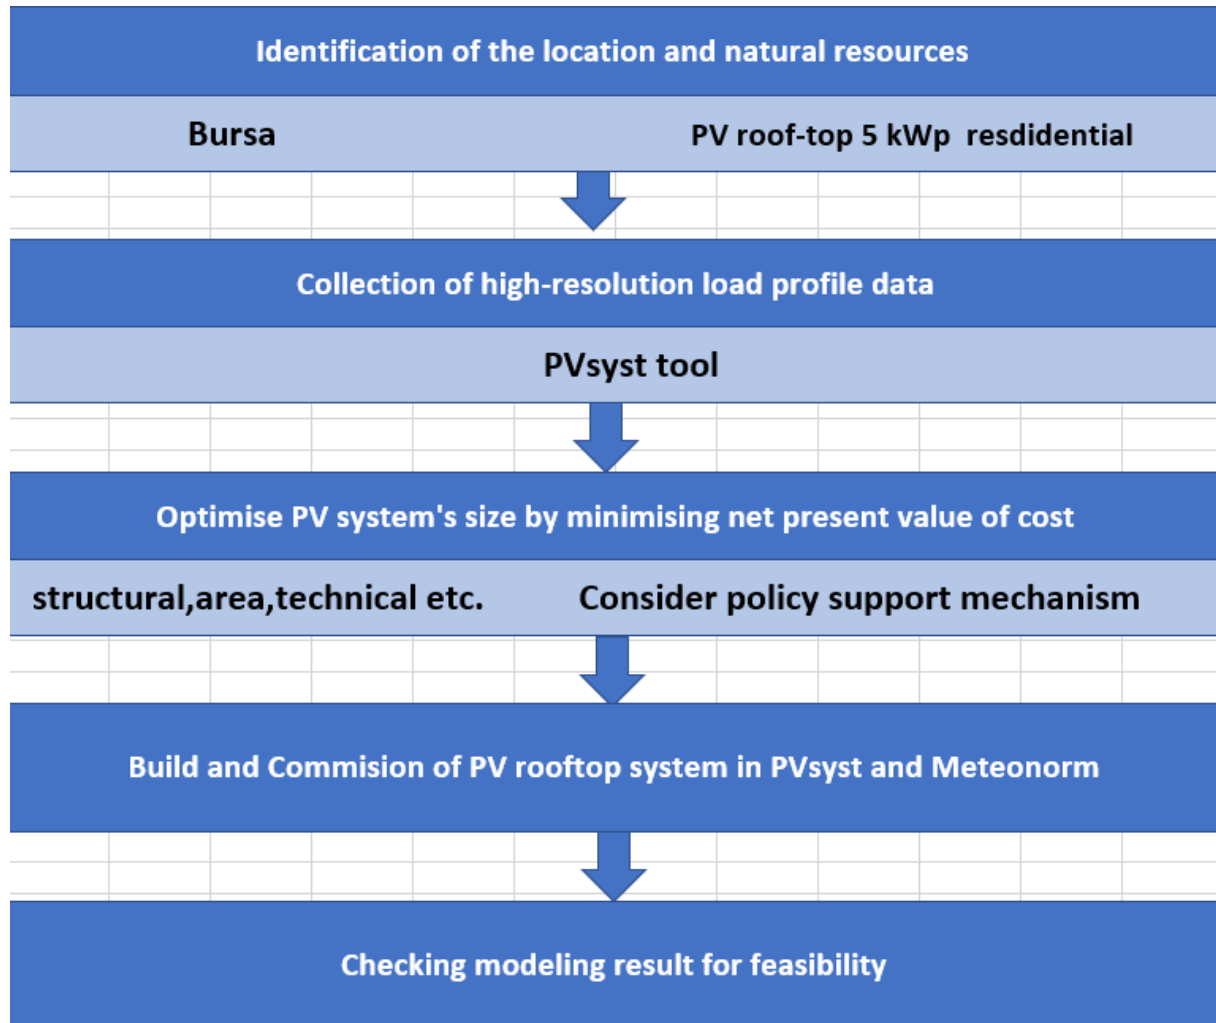 Identification of the location and natural resources
Bursa
PV roof-top 5 kWp resdidential
Collection of high-resolution load profile data
PVsyst tool
Optimise PV system's size by minimising net present value of cost
structural,area,technical etc.
Consider policy support mechanism
Build and Commision of PV rooftop system in PVsyst and Meteonorm
Checking modeling result for feasibility